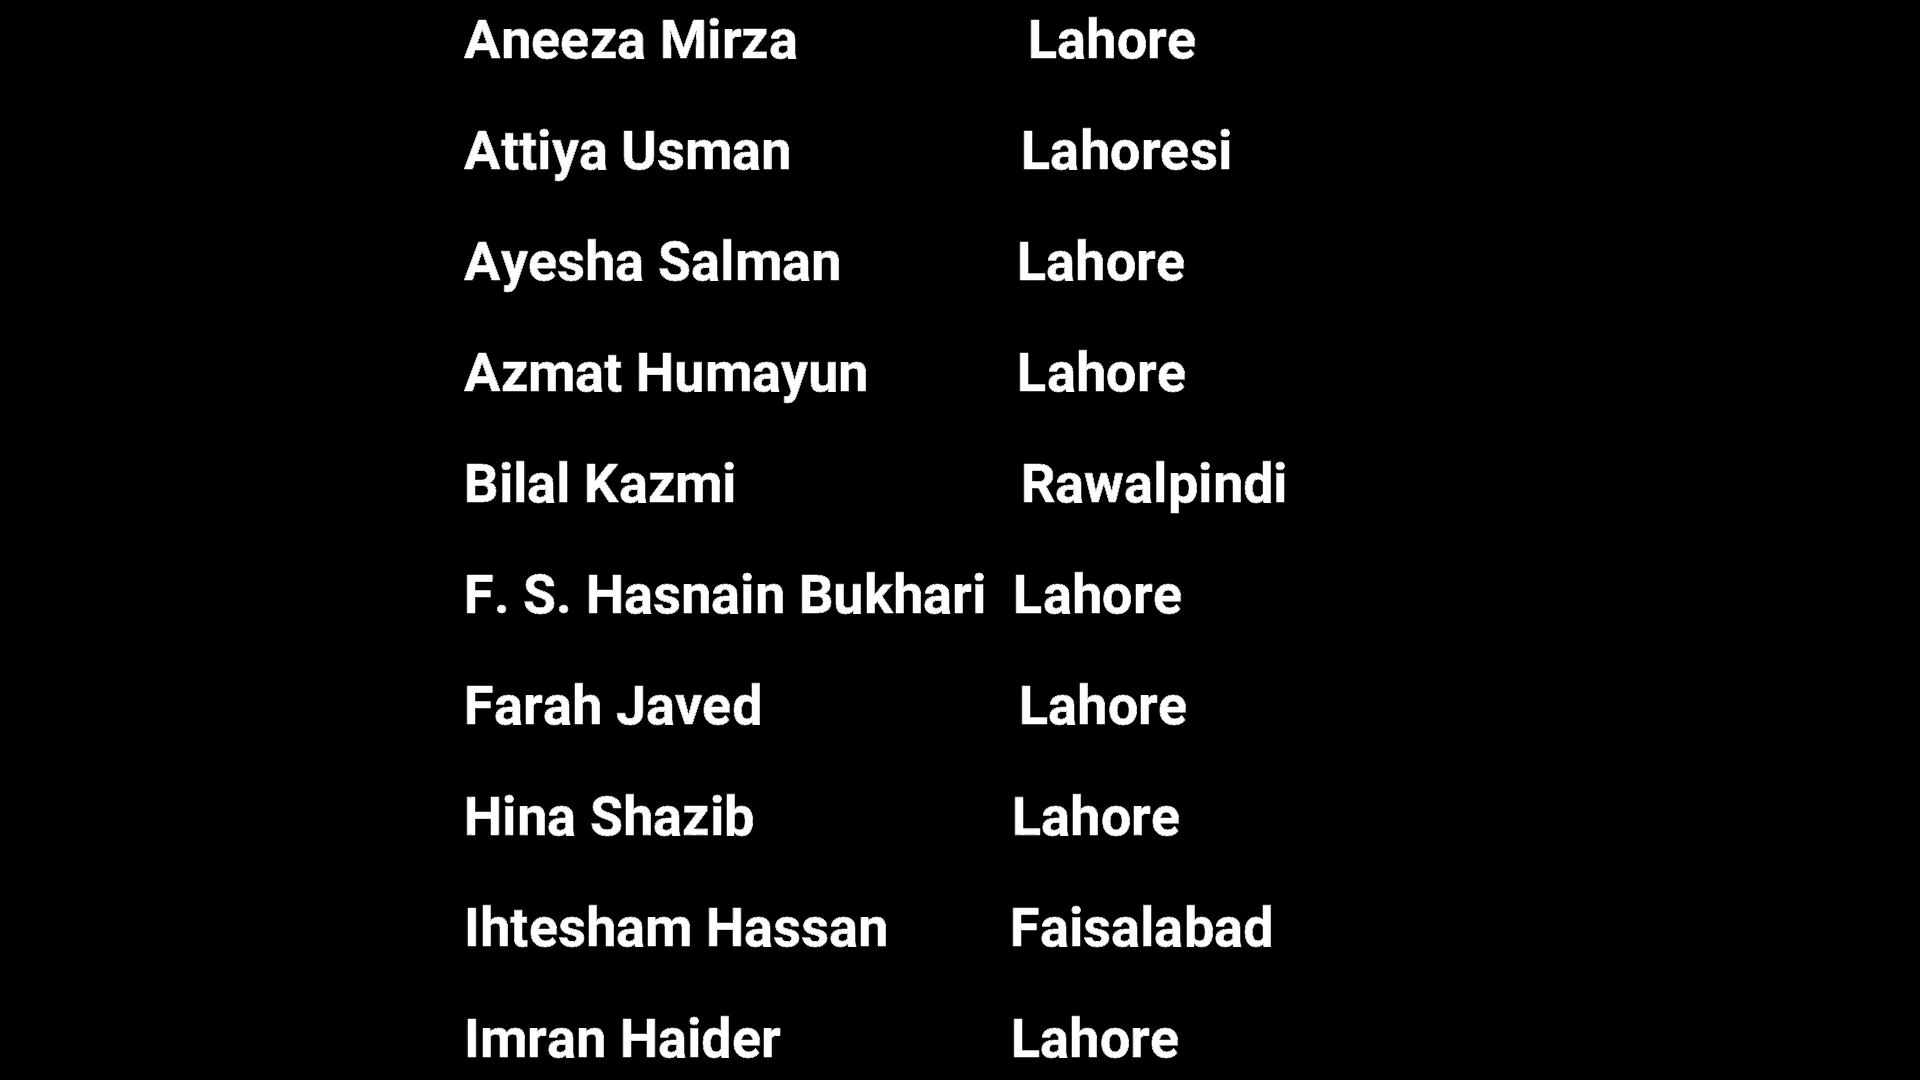 Aneeza Mirza Lahore
Attiya Usman Lahoresi
Ayesha Salman Lahore
Azmat Humayun Lahore
Bilal Kazmi Rawalpindi
F. S. Hasnain Bukhari Lahore
Farah Javed Lahore
Hina Shazib Lahore
Ihtesham Hassan Faisalabad
Imran Haider Lahore